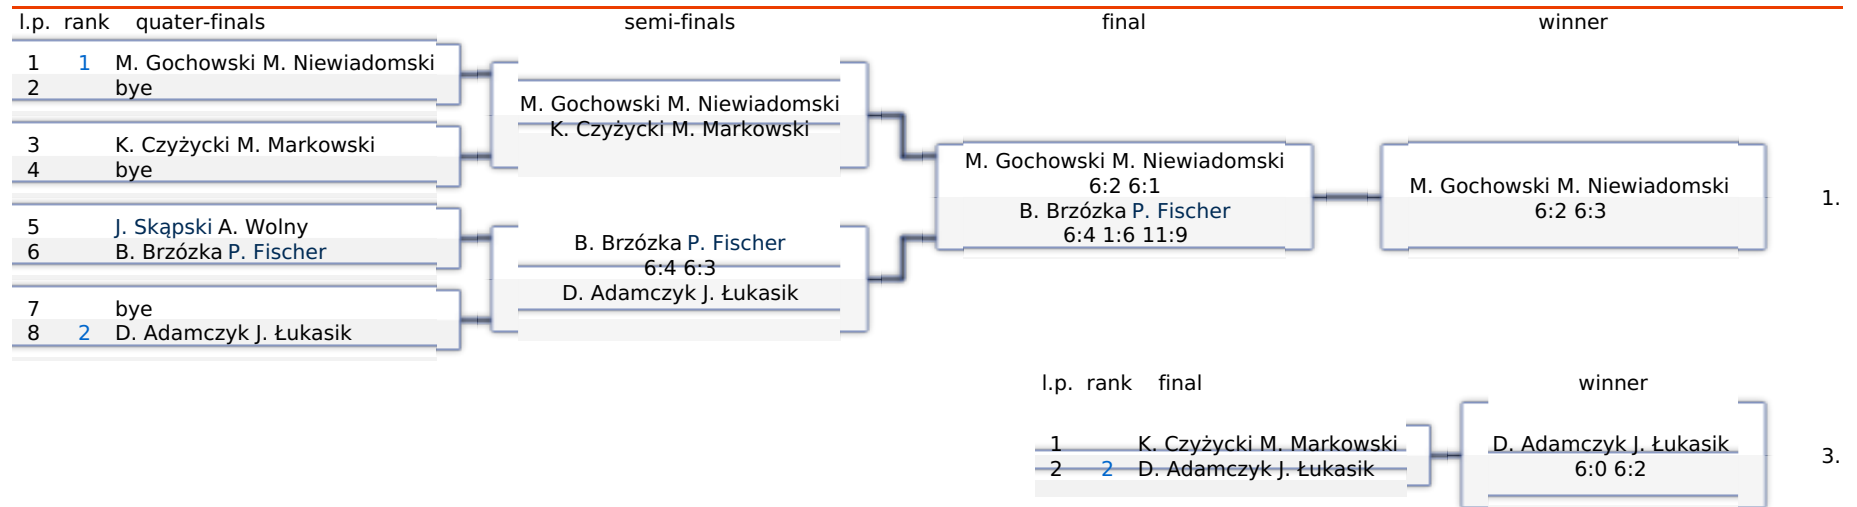 l.p. rank quater-finals semi-finals final winner
1 1 M. Gochowski M. Niewiadomski
2 bye
3 K. Czyżycki M. Markowski
4 bye
5 J. Skąpski A. Wolny
6 B. Brzózka P. Fischer
7 bye
8 2 D. Adamczyk J. Łukasik
M. Gochowski M. Niewiadomski
K. Czyżycki M. Markowski
B. Brzózka P. Fischer
6:4 6:3
D. Adamczyk J. Łukasik
M. Gochowski M. Niewiadomski
6:2 6:1
B. Brzózka P. Fischer
6:4 1:6 11:9
M. Gochowski M. Niewiadomski
6:2 6:3
1.
l.p. rank final winner
1 K. Czyżycki M. Markowski
2 2 D. Adamczyk J. Łukasik
D. Adamczyk J. Łukasik
6:0 6:2
3.